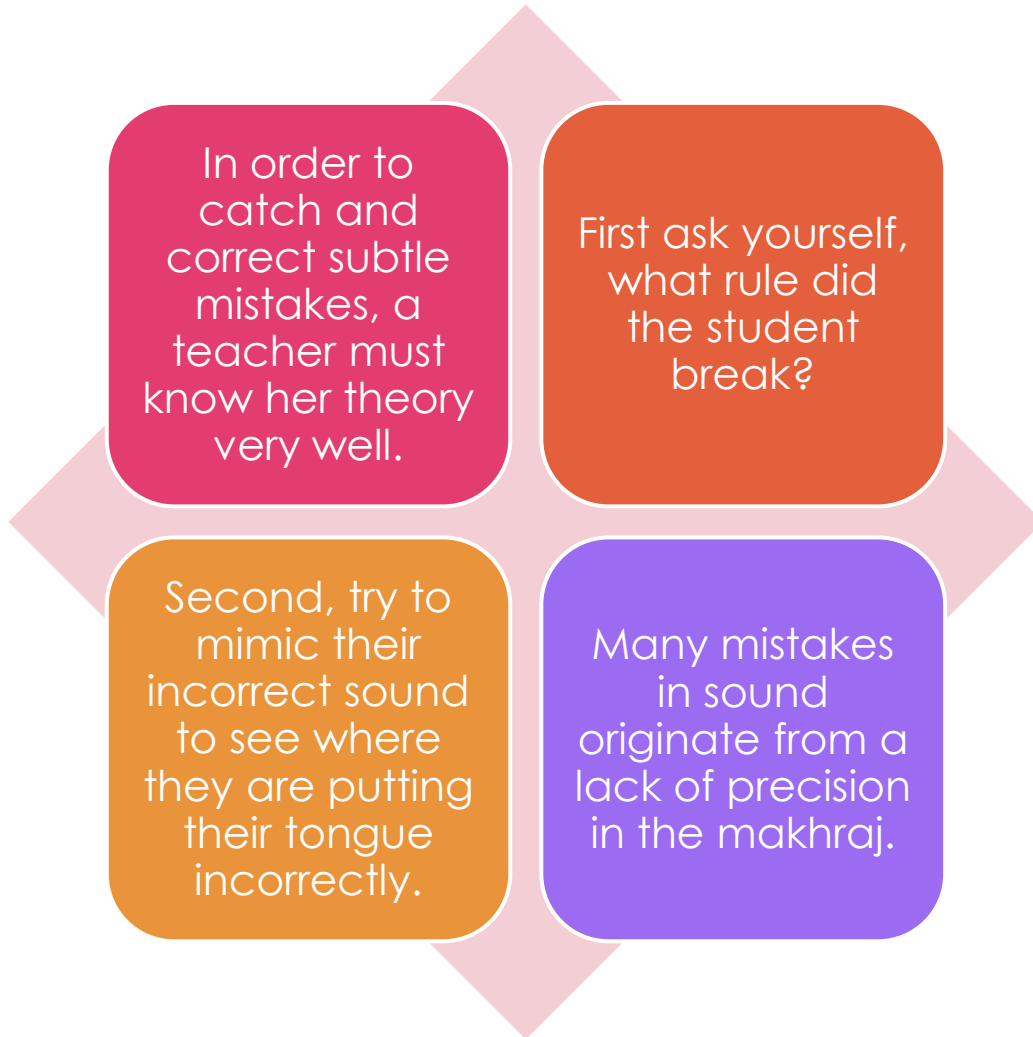 In order to
catch and
correct subtle
mistakes, a
teacher must
know her theory
very well.
First ask yourself,
what rule did
the student
break?
Second, try to
mimic their
incorrect sound
to see where
they are putting
their tongue
incorrectly.
Many mistakes
in sound
originate from a
lack of precision
in the makhraj.